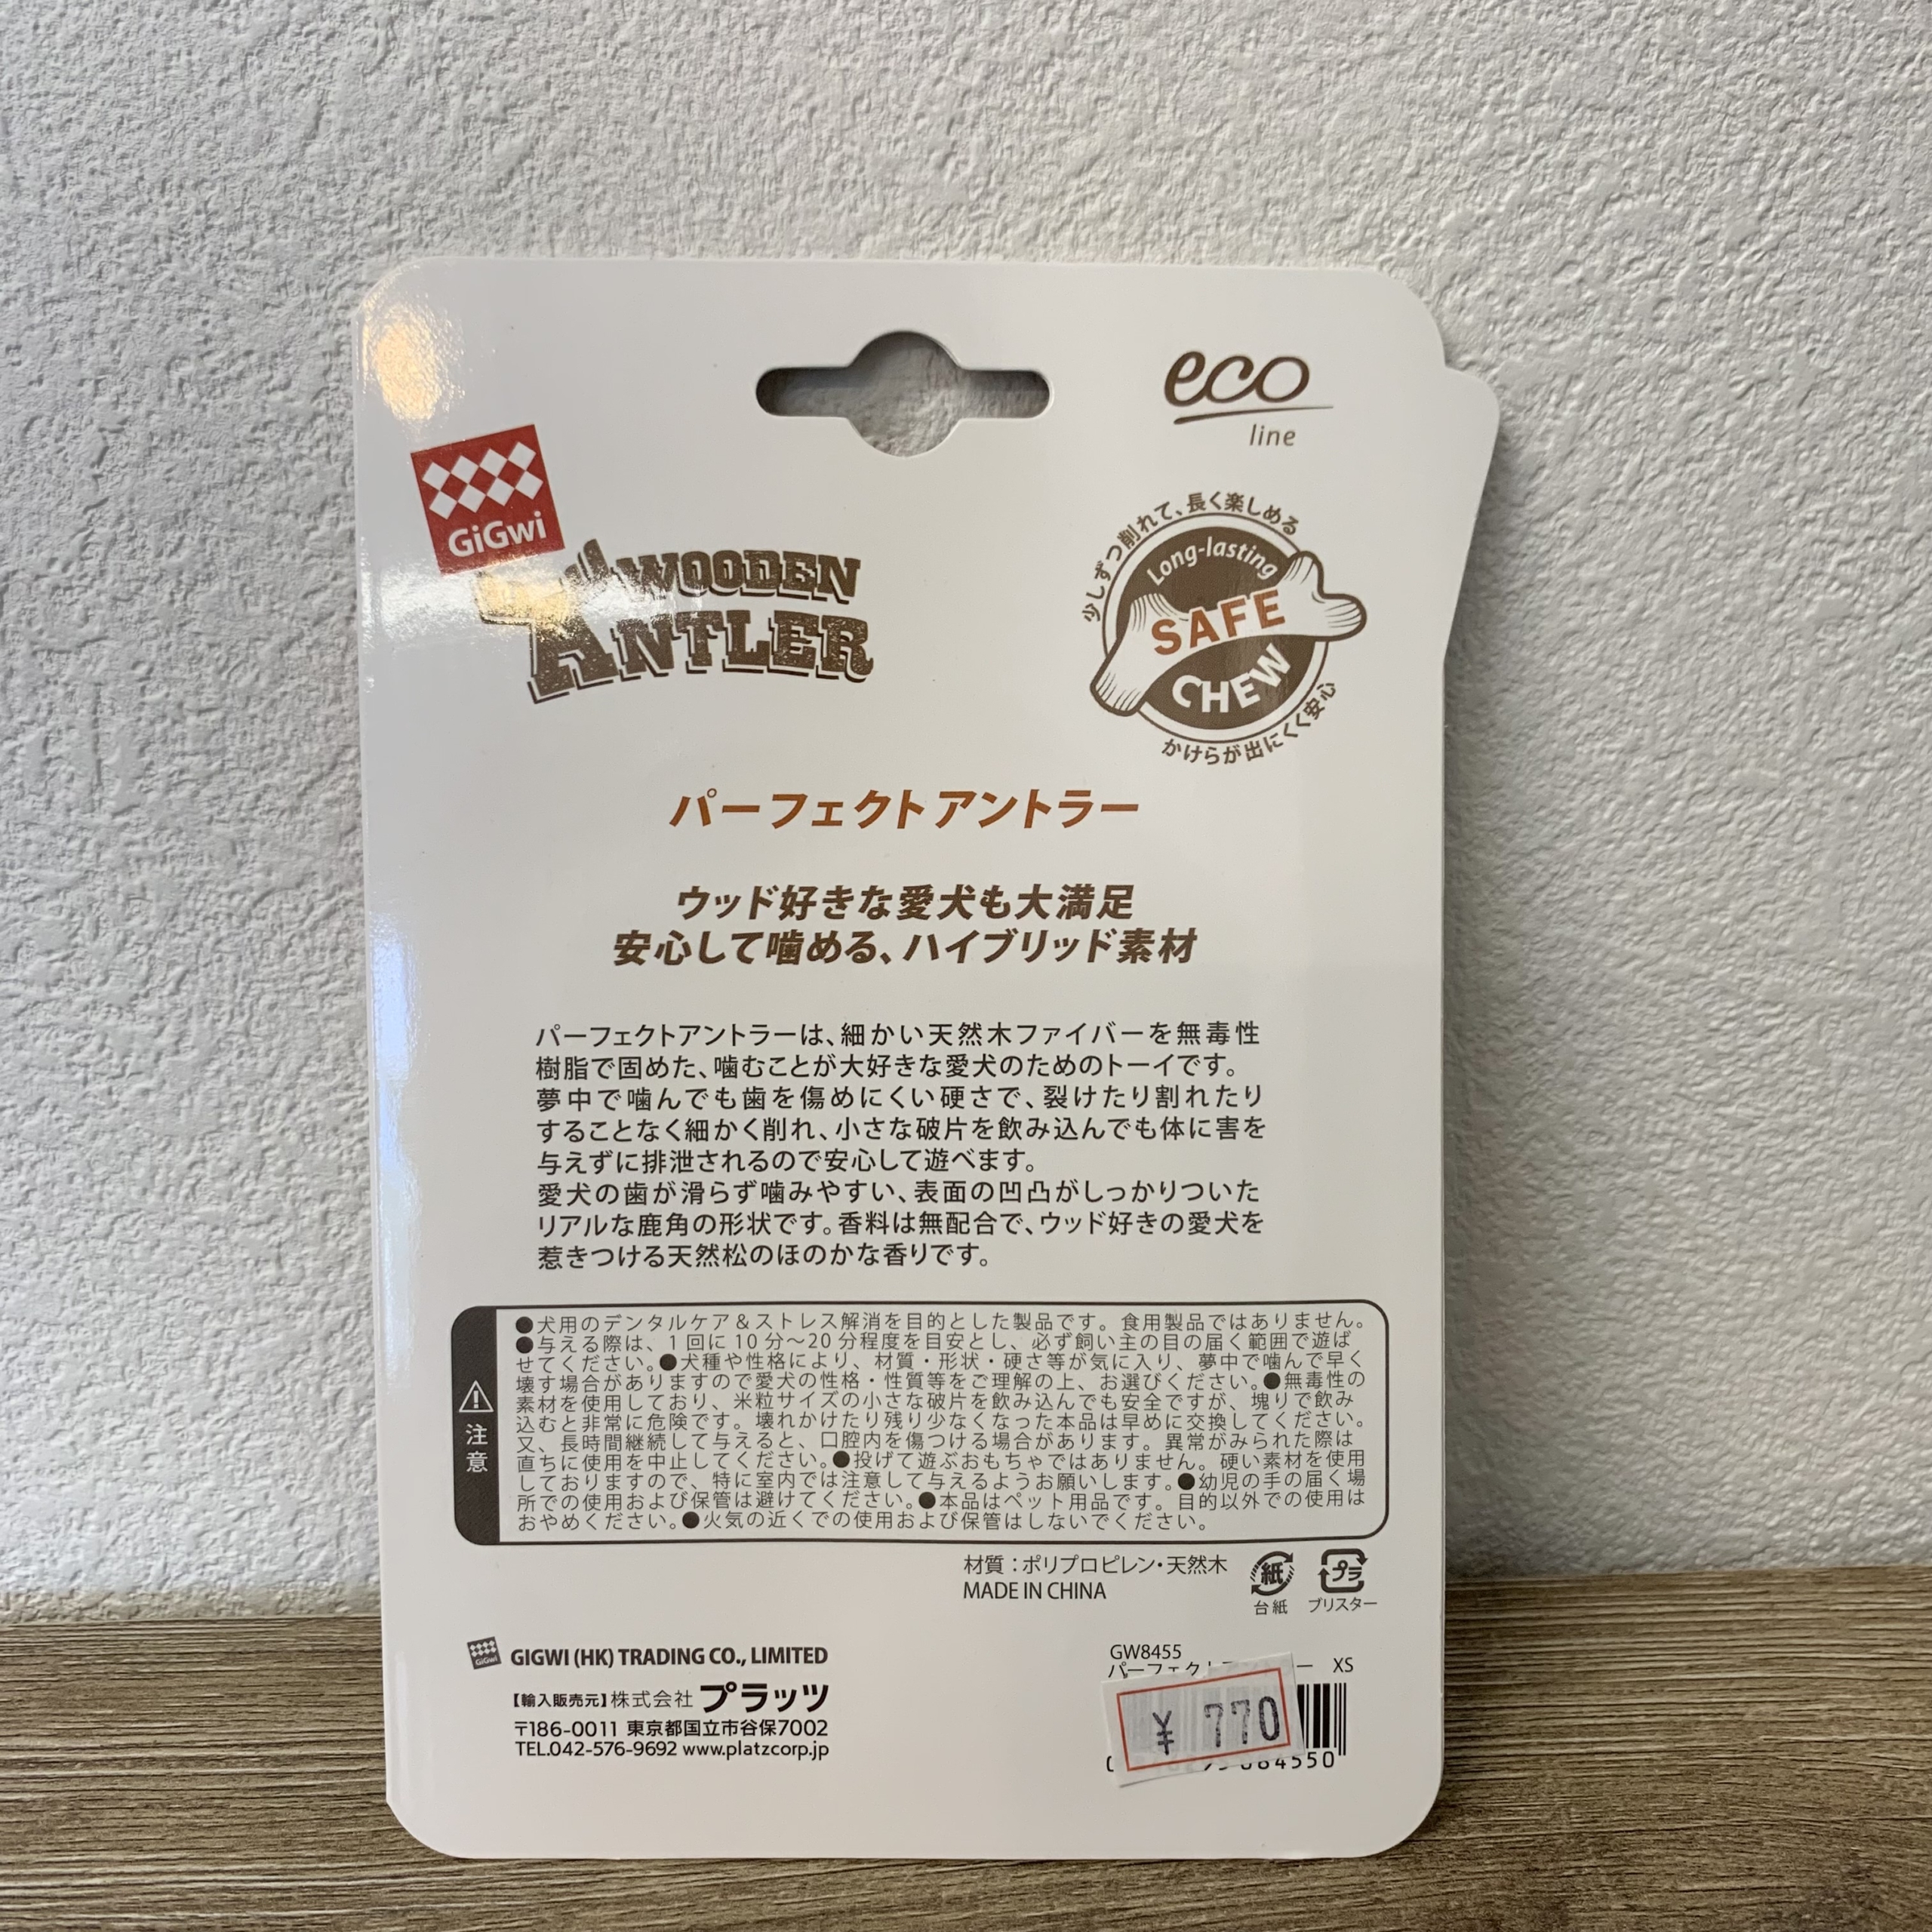 eco
line
GiGwi
WOODEN
ANTLER
少しずつ削れて、長く楽しめる
Long-lasting
SAFE
CHEW
かけらが出にくく安心
パーフェクトアントラー
ウッド好きな愛犬も大満足
安心して噛める、ハイブリッド素材
パーフェクトアントラーは、細かい天然木ファイバーを無毒性
樹脂で固めた、噛むことが大好きな愛犬のためのトーイです。
夢中で噛んでも歯を傷めにくい硬さで、裂けたり割れたり
することなく細かく削れ、小さな破片を飲み込んでも体に害を
与えずに排泄されるので安心して遊べます。
愛犬の歯が滑らず噛みやすい、表面の凹凸がしっかりついた
リアルな鹿角の形状です。香料は無配合で、ウッド好きの愛犬を
惹きつける天然松のほのかな香りです。
注意
●犬用のデンタルケア&ストレス解消を目的とした製品です。食用製品ではありません。
●与える際は、1回に10分〜20分程度を目安とし、必ず飼い主の目の届く範囲で遊ば
せてください。●犬種や性格により、材質・形状・硬さ等が気に入り、夢中で噛んで早く
壊す場合がありますので愛犬の性格・性質等をご理解の上、お選びください。●無毒性の
素材を使用しており、米粒サイズの小さな破片を飲み込んでも安全ですが、塊りで飲み
込むと非常に危険です。壊れかけたり残り少なくなった本品は早めに交換してください。
又、長時間継続して与えると、口腔内を傷つける場合があります。異常がみられた際は
直ちに使用を中止してください。●投げて遊ぶおもちゃではありません。硬い素材を使用
しておりますので、特に室内では注意して与えるようお願いします。●幼児の手の届く場
所での使用および保管は避けてください。●本品はペット用品です。目的以外での使用は
おやめください。●火気の近くでの使用および保管はしないでください。
材質:ポリプロピレン・天然木
MADE IN CHINA
紙
台紙
プラ
ブリスター
GiGwi
GIGWI (HK) TRADING CO., LIMITED
【輸入販売元】株式会社 プラッツ
〒186-0011 東京都国立市谷保7002
TEL.042-576-9692 www.platzcorp.jp
GW8455
XS
¥ 770
84550